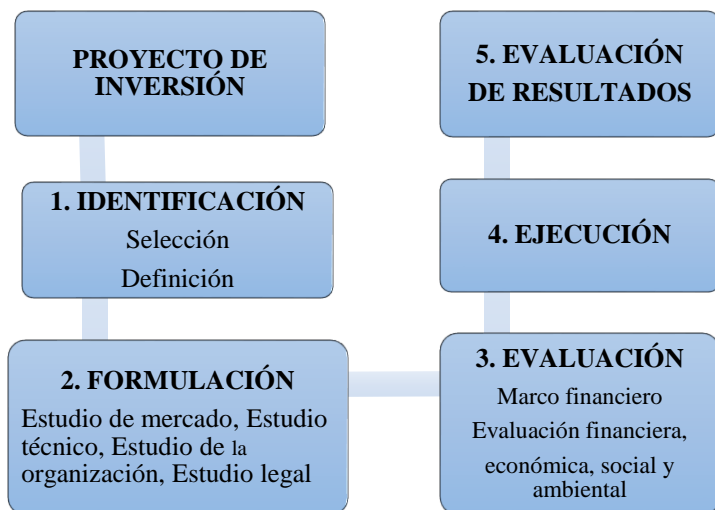 PROYECTO DE
INVERSIÓN
1. IDENTIFICACIÓN
Selección
Definición
2. FORMULACIÓN
Estudio de mercado, Estudio
técnico, Estudio de la
organización, Estudio legal
3. EVALUACIÓN
Marco financiero
Evaluación financiera,
económica, social y
ambiental
4. EJECUCIÓN
5. EVALUACIÓN
DE RESULTADOS